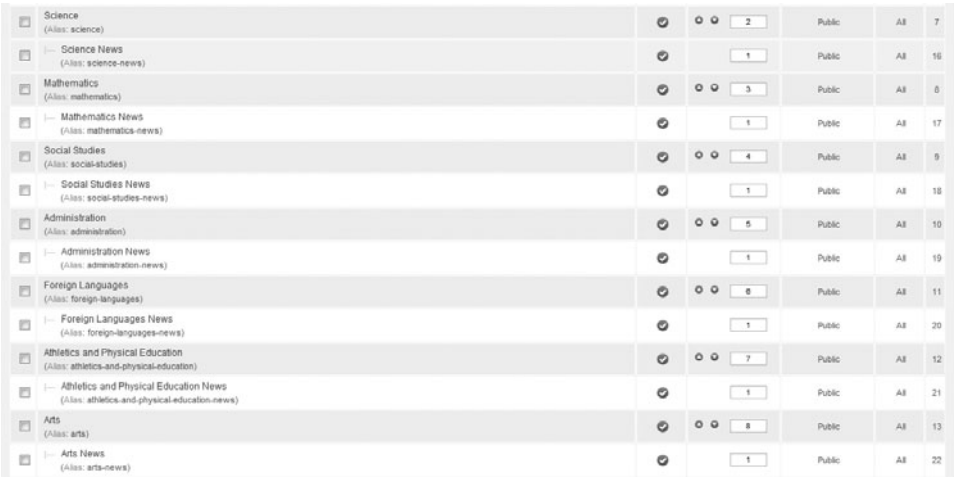 Science 2 Public All 7
(Alias: science)
Science News 1 Public All 16
(Alias: science-news)
Mathematics 3 Public All 8
(Alias: mathematics)
Mathematics News 1 Public All 17
(Alias: mathematics-news)
Social Studies 4 Public All 9
(Alias: social-studies)
Social Studies News 1 Public All 18
(Alias: social-studies-news)
Administration 5 Public All 10
(Alias: administration)
Administration News 1 Public All 19
(Alias: administration-news)
Foreign Languages 6 Public All 11
(Alias: foreign-languages)
Foreign Languages News 1 Public All 20
(Alias: foreign-languages-news)
Athletics and Physical Education 7 Public All 12
(Alias: athletics-and-physical-education)
Athletics and Physical Education News 1 Public All 21
(Alias: athletics-and-physical-education-news)
Arts 8 Public All 13
(Alias: arts)
Arts News 1 Public All 22
(Alias: arts-news)